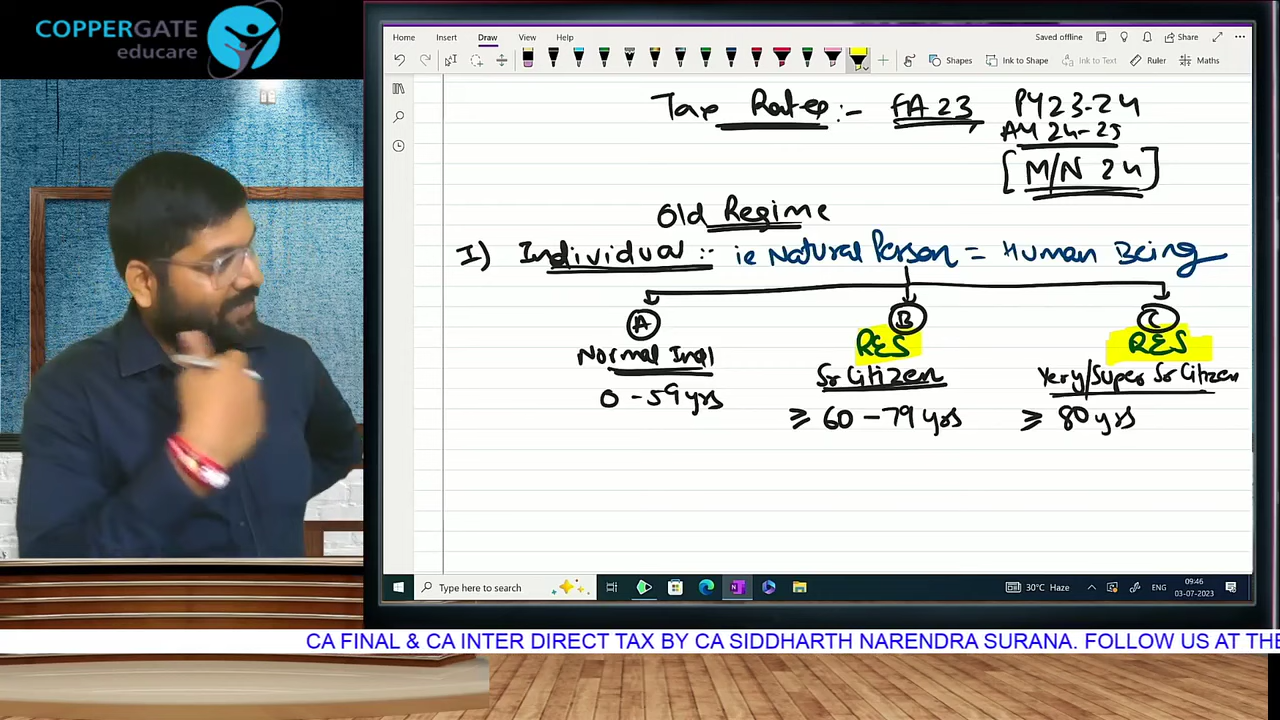 COPPERGATE
educare
Home Insert Draw View Help
Saved offline
Share
Shapes
Ink to Shape
Ink to Text
Ruler
Maths
Tax Rates :- FA 23 PY 23-24
AY 24-25
[M/N 24]
Old Regime
I) Individual :- ie Natural Person = Human Being
A B C
RES RES
Normal Indl Sr Citizen Very/Super Sr Citizen
0 - 59 yrs ≥ 60 - 79 yrs ≥ 80 yrs
Type here to search
30°C Haze
ENG
09:46
03-07-2023
CA FINAL & CA INTER DIRECT TAX BY CA SIDDHARTH NARENDRA SURANA. FOLLOW US AT THE